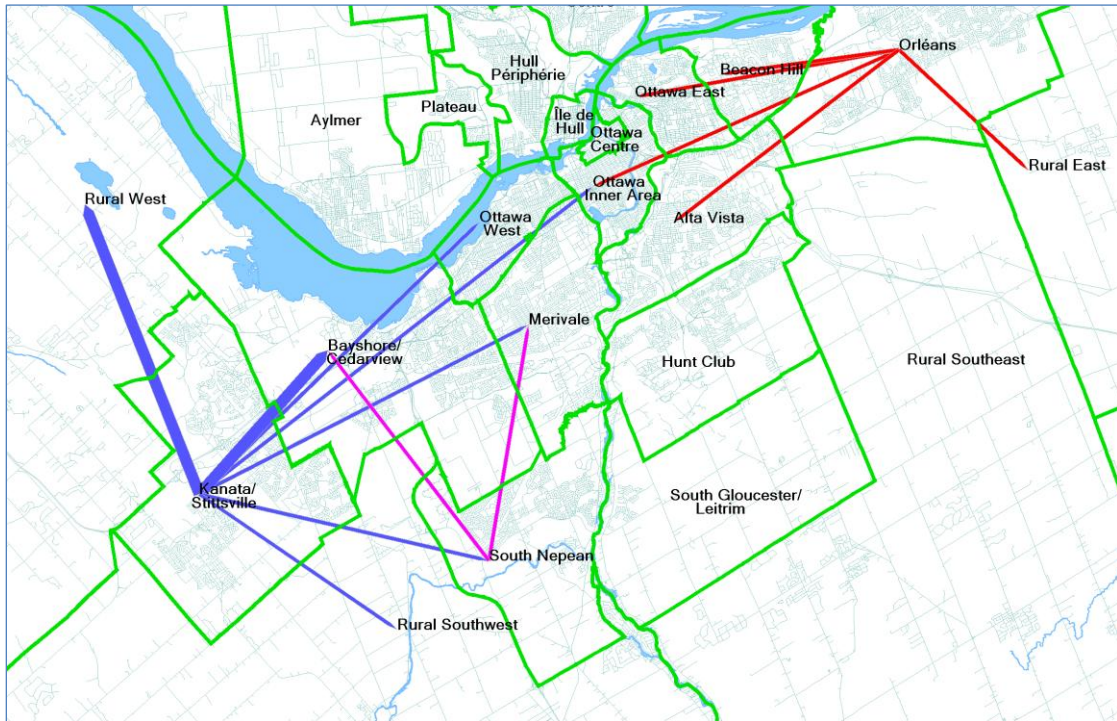 Orléans
Hull
Périphérie
Beacon Hill
Ottawa East
Plateau
Aylmer
Île de
Hull
Ottawa
Centre
Rural East
Ottawa
Inner Area
Rural West
Ottawa
West
Alta Vista
Merivale
Bayshore/
Cedarview
Hunt Club
Rural Southeast
Kanata/
Stittsville
South Gloucester/
Leitrim
South Nepean
Rural Southwest